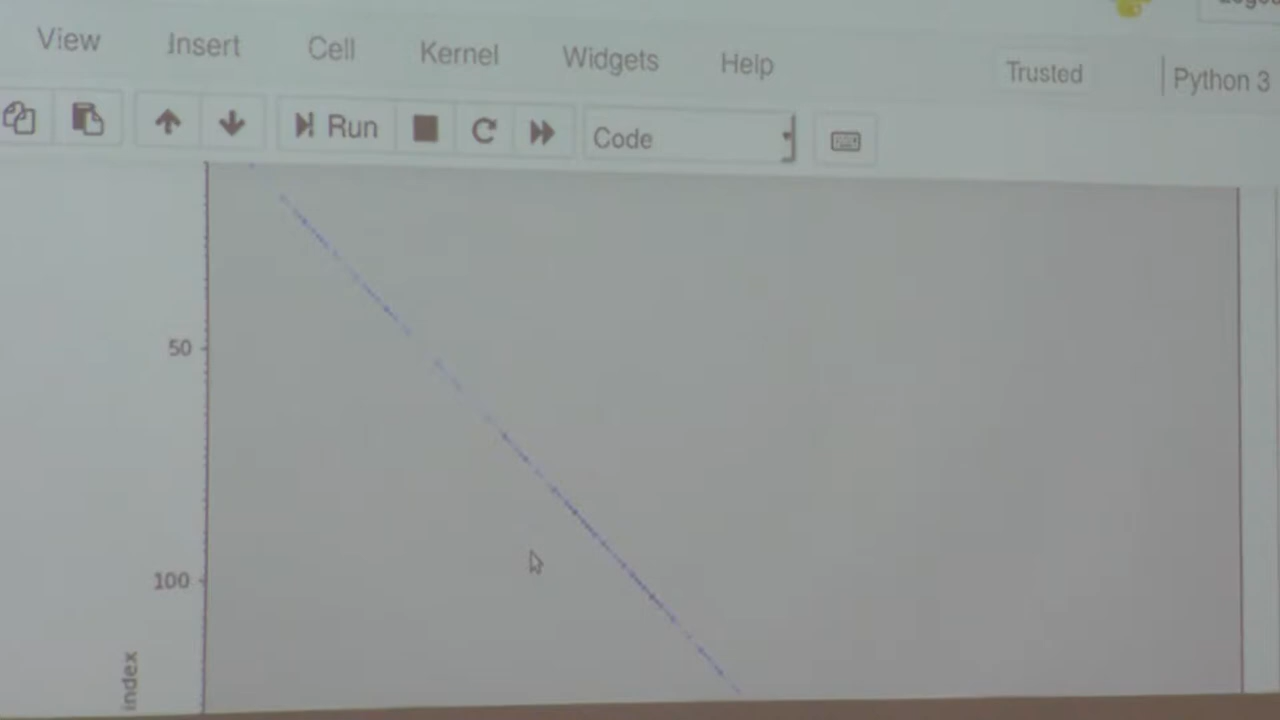 View Insert Cell Kernel Widgets Help Trusted Python 3
Run Code
50
100
index